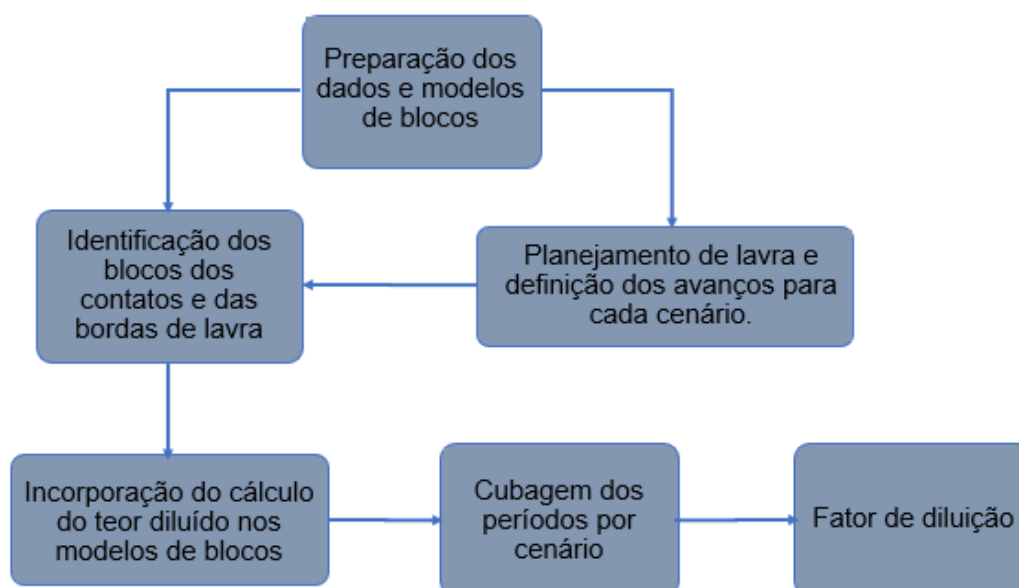 Preparação dos
dados e modelos
de blocos
Identificação dos
blocos dos
contatos e das
bordas de lavra
Planejamento de lavra e
definição dos avanços para
cada cenário.
Incorporação do cálculo
do teor diluído nos
modelos de blocos
Cubagem dos
períodos por
cenário
Fator de diluição